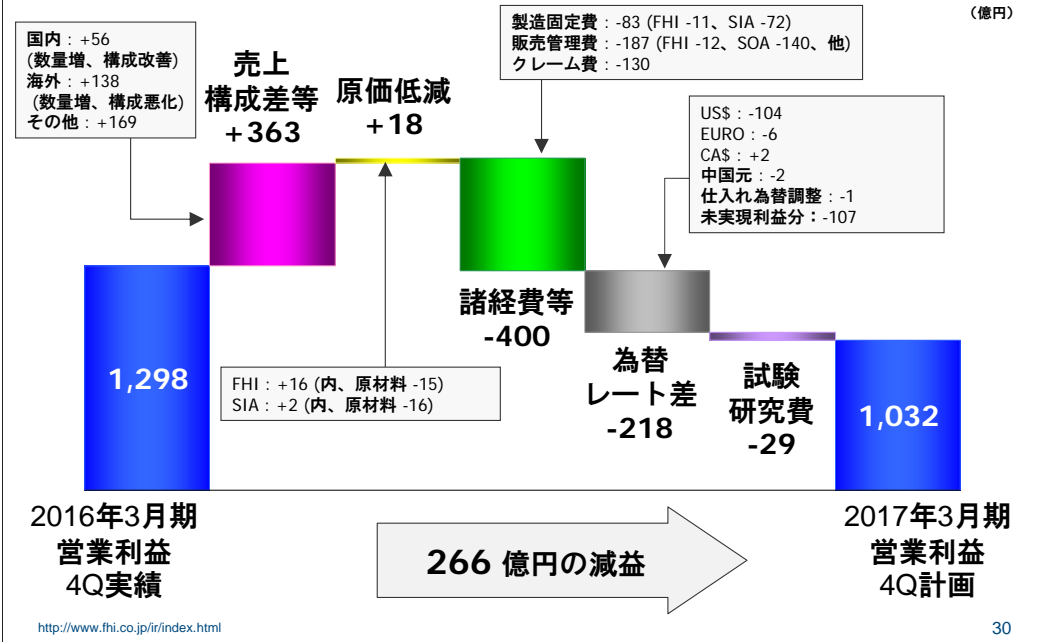 （億円）
国内：+56
(数量増、構成改善)
海外：+138
(数量増、構成悪化)
その他：+169
売上
構成差等
+363
原価低減
+18
製造固定費：-83 (FHI -11、SIA -72)
販売管理費：-187 (FHI -12、SOA -140、他)
クレーム費：-130
US$：-104
EURO：-6
CA$：+2
中国元：-2
仕入れ為替調整：-1
未実現利益分：-107
諸経費等
-400
為替
レート差
-218
試験
研究費
-29
1,298
FHI：+16 (内、原材料 -15)
SIA：+2 (内、原材料 -16)
1,032
2016年3月期
営業利益
4Q実績
266 億円の減益
2017年3月期
営業利益
4Q計画
http://www.fhi.co.jp/ir/index.html
30